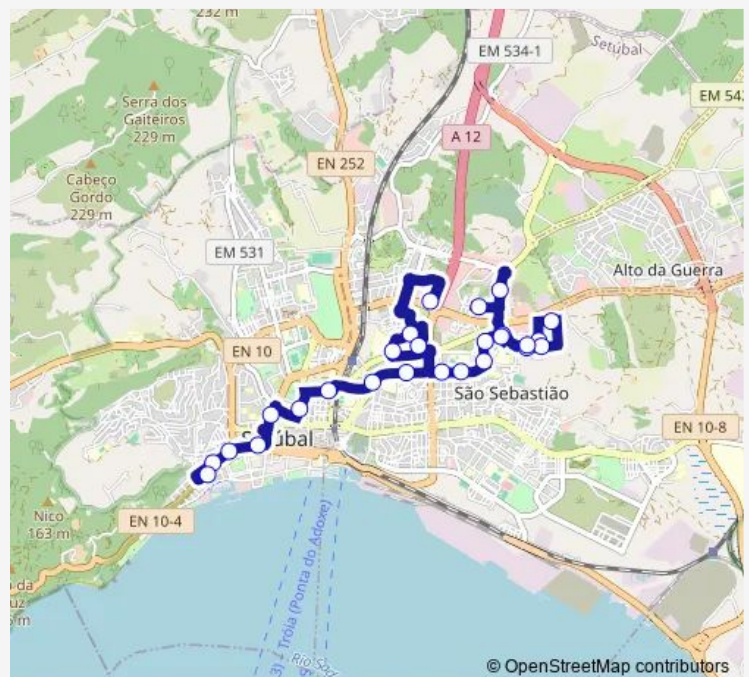 232 m
EM 534-1
Setúbal
Serra dos
Gaiteiros
229 m
EM 542
A 12
EN 252
Cabeço
Gordo
229 m
EM 531
Alto da Guerra
EN 10
São Sebastião
EN 10-8
Nico
163 m
EN 10-4
Tróia (Ponta do Adoxe)
© OpenStreetMap contributors